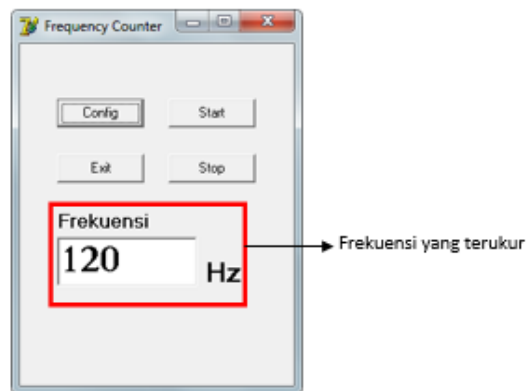 Frequency Counter
Config
Start
Exit
Stop
Frekuensi
120
Hz
Frekuensi yang terukur